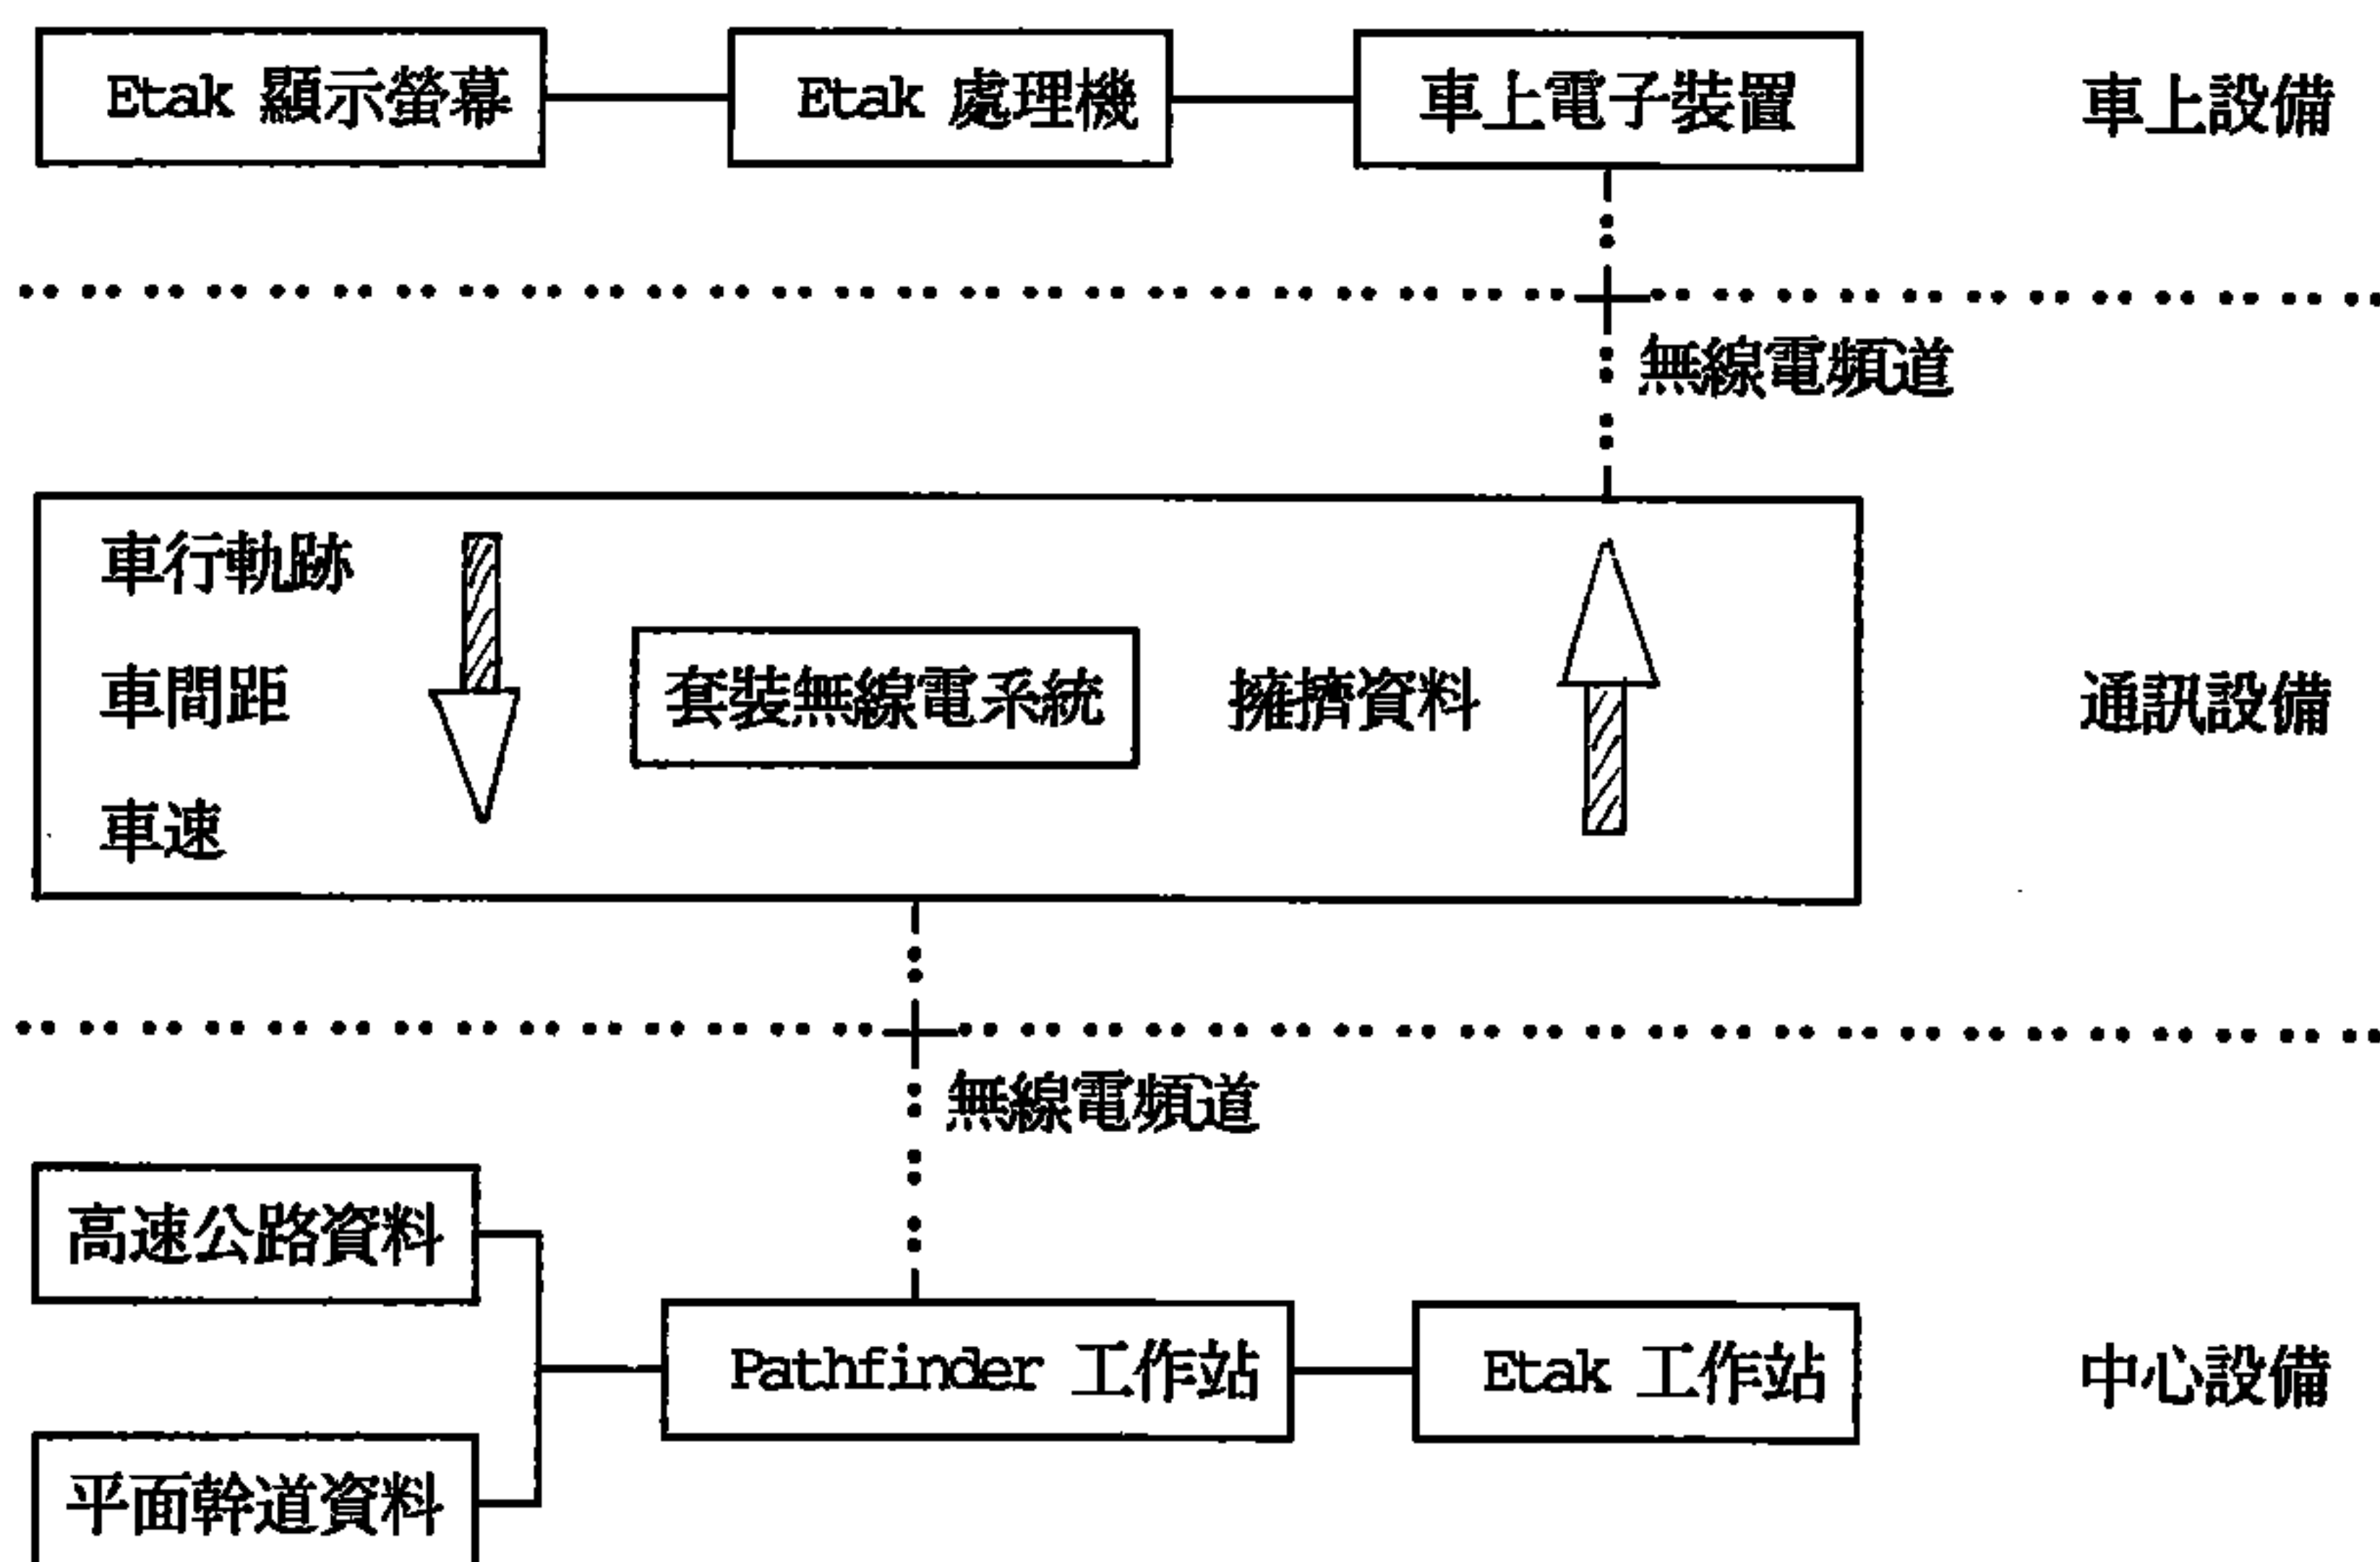 Etak 顯示螢幕
Etak 處理機
車上電子裝置
車上設備
無線電頻道
車行軌跡
車間距
車速
套裝無線電系統
擁擠資料
通訊設備
無線電頻道
高速公路資料
平面幹道資料
Pathfinder 工作站
Etak 工作站
中心設備